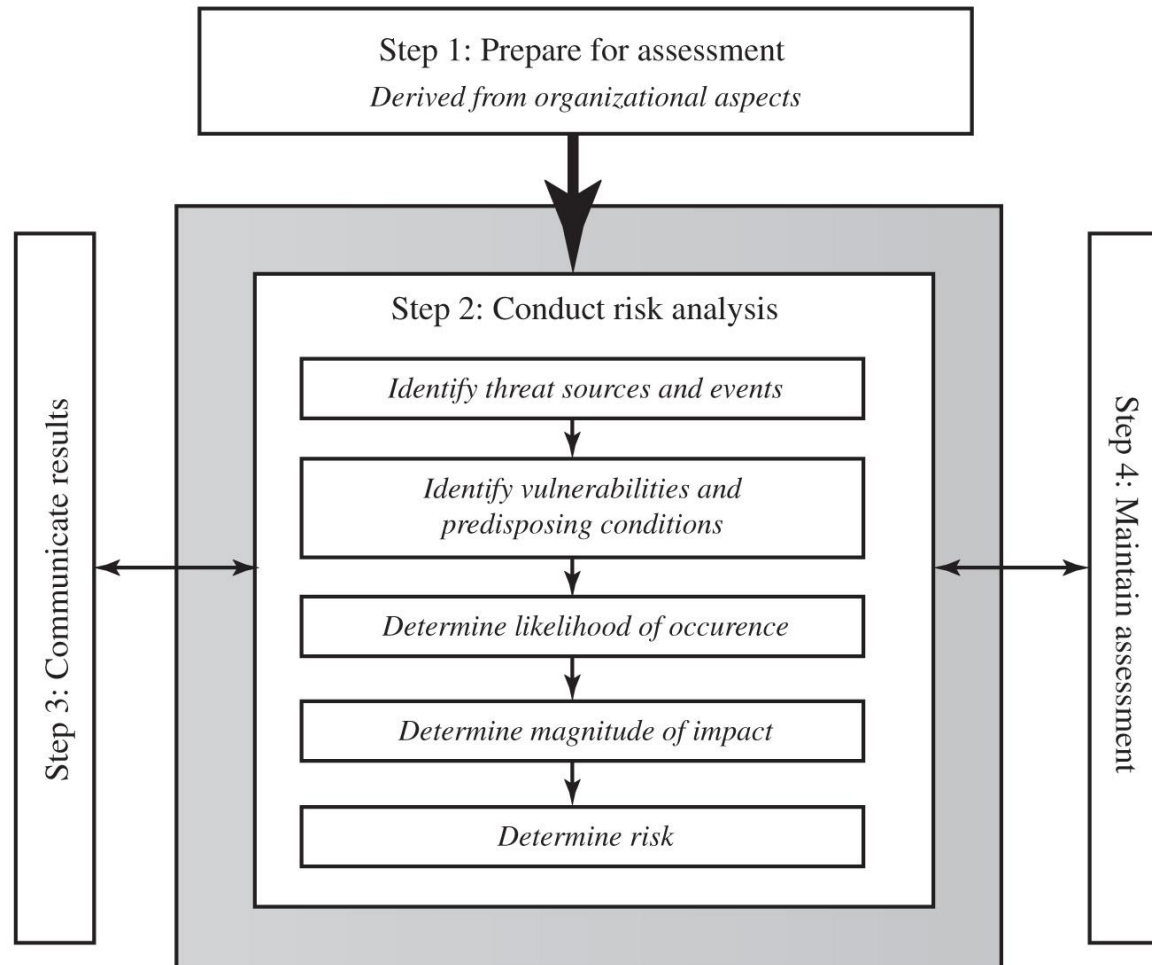 Step 1: Prepare for assessment
Derived from organizational aspects
Step 2: Conduct risk analysis
Identify threat sources and events
Identify vulnerabilities and
predisposing conditions
Determine likelihood of occurence
Determine magnitude of impact
Determine risk
Step 3: Communicate results
Step 4: Maintain assessment